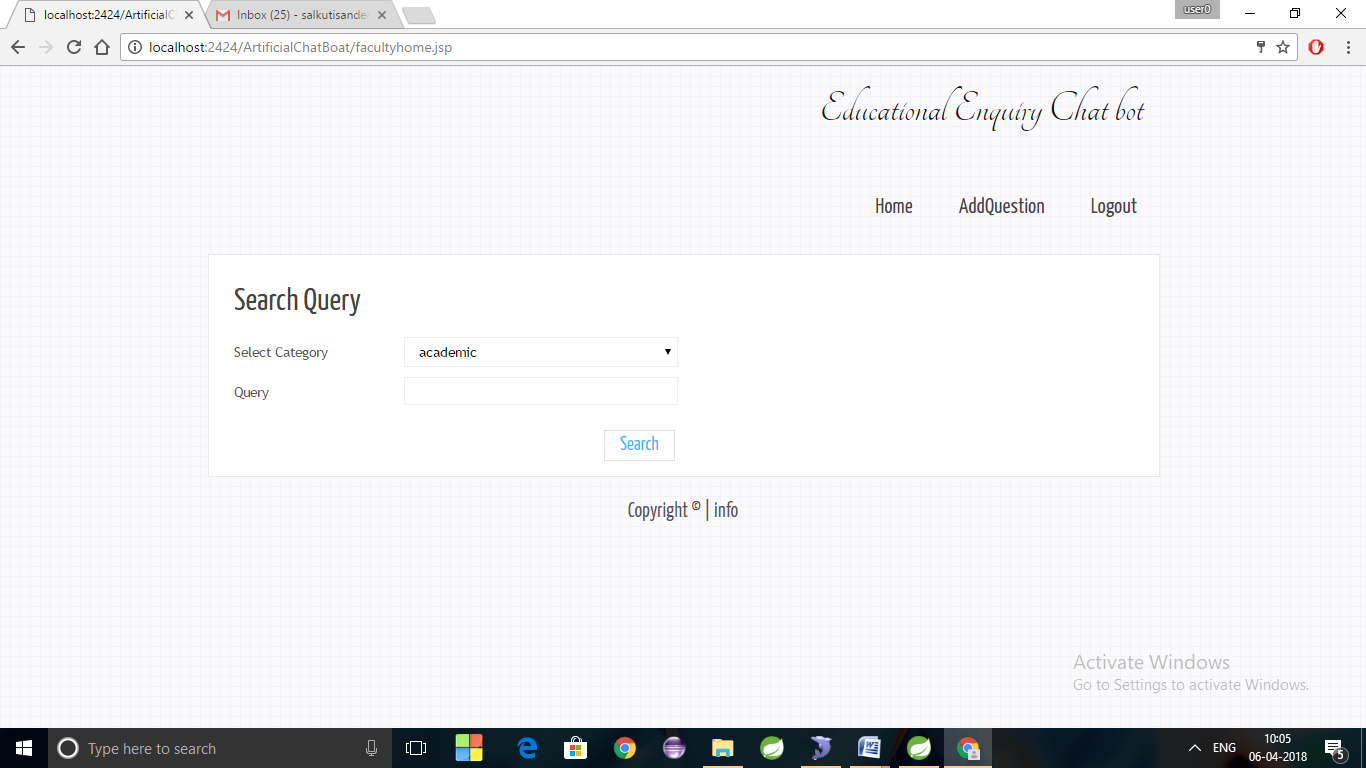 localhost:2424/ArtificialC
Inbox (25) - salkutisande
user0
localhost:2424/ArtificialChatBoat/facultyhome.jsp
Educational Enquiry Chat bot
Home AddQuestion Logout
Search Query
Select Category academic
Query
Search
Copyright © | info
Activate Windows
Go to Settings to activate Windows.
Type here to search
ENG
10:05
06-04-2018
5